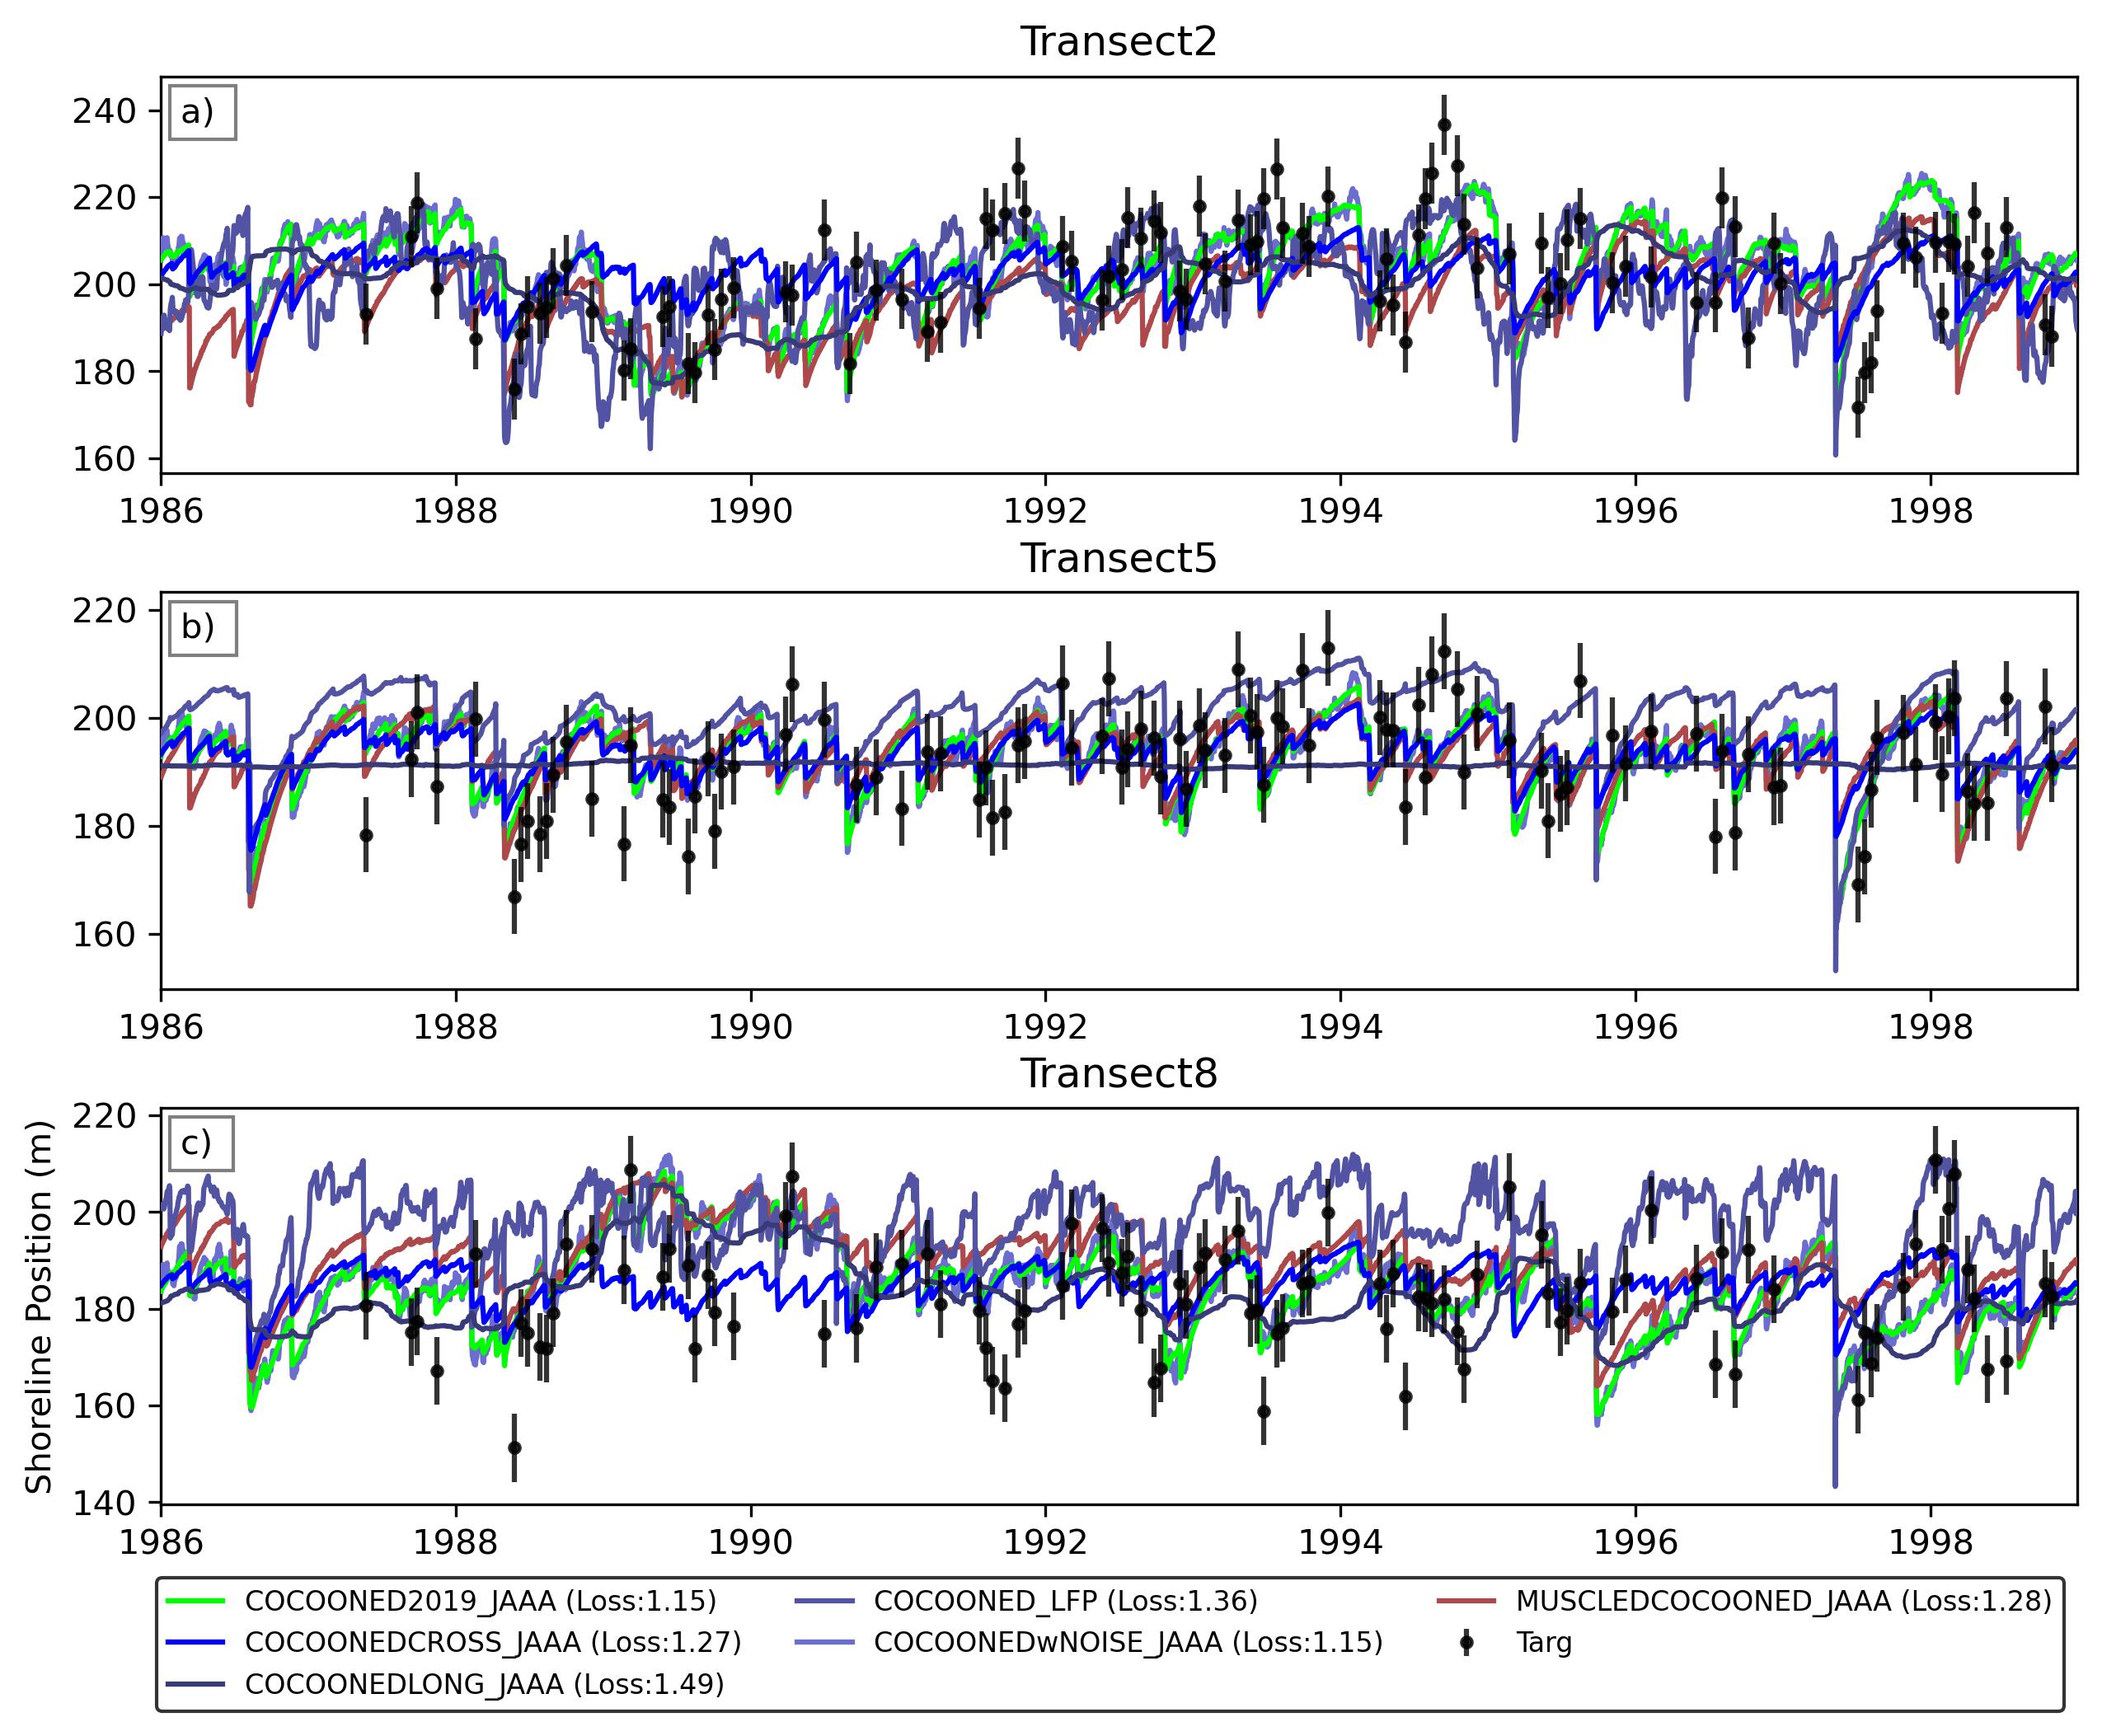 Transect2
a)
240
220
200
180
160
1986 1988 1990 1992 1994 1996 1998
Transect5
b)
220
200
180
160
1986 1988 1990 1992 1994 1996 1998
Transect8
c)
Shoreline Position (m)
220
200
180
160
140
1986 1988 1990 1992 1994 1996 1998
COCOONED2019_JAAA (Loss:1.15)
COCOONEDCROSS_JAAA (Loss:1.27)
COCOONEDLONG_JAAA (Loss:1.49)
COCOONED_LFP (Loss:1.36)
COCOONEDwNOISE_JAAA (Loss:1.15)
MUSCLEDCOCOONED_JAAA (Loss:1.28)
Targ